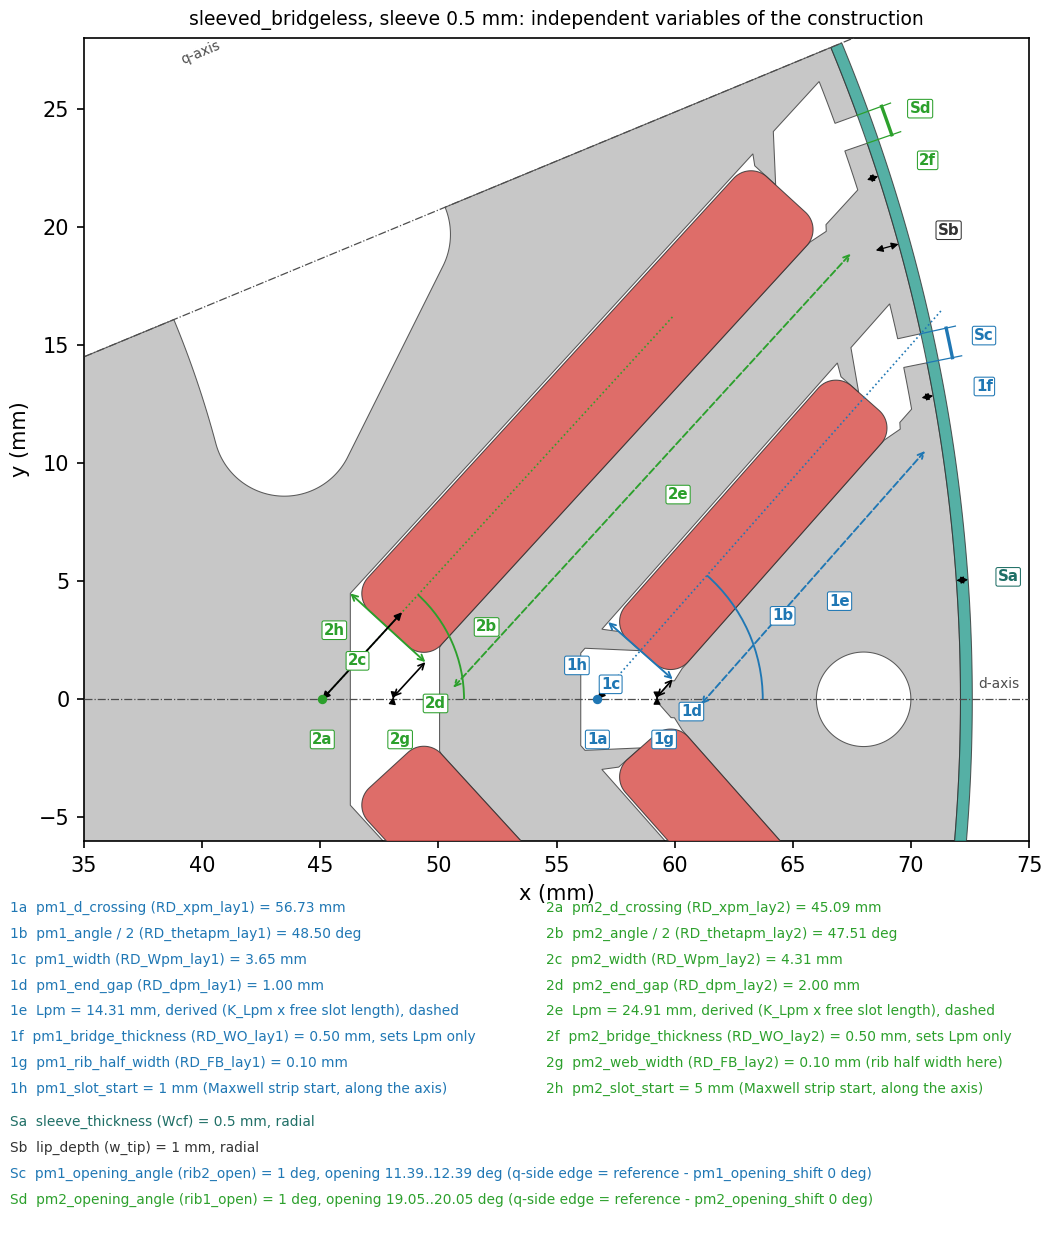 sleeved_bridgeless, sleeve 0.5 mm: independent variables of the construction
q-axis
25
20
15
10
5
0
−5
y (mm)
Sd
2f
Sb
Sc
1f
2e
Sa
1e
1b
2h
2b
2c
1h
1c
d-axis
2d
1d
2a
2g
1a
1g
35
40
45
50
55
60
65
70
75
x (mm)
1a pm1_d_crossing (RD_xpm_lay1) = 56.73 mm
1b pm1_angle / 2 (RD_thetapm_lay1) = 48.50 deg
1c pm1_width (RD_Wpm_lay1) = 3.65 mm
1d pm1_end_gap (RD_dpm_lay1) = 1.00 mm
1e Lpm = 14.31 mm, derived (K_Lpm x free slot length), dashed
1f pm1_bridge_thickness (RD_WO_lay1) = 0.50 mm, sets Lpm only
1g pm1_rib_half_width (RD_FB_lay1) = 0.10 mm
1h pm1_slot_start = 1 mm (Maxwell strip start, along the axis)
2a pm2_d_crossing (RD_xpm_lay2) = 45.09 mm
2b pm2_angle / 2 (RD_thetapm_lay2) = 47.51 deg
2c pm2_width (RD_Wpm_lay2) = 4.31 mm
2d pm2_end_gap (RD_dpm_lay2) = 2.00 mm
2e Lpm = 24.91 mm, derived (K_Lpm x free slot length), dashed
2f pm2_bridge_thickness (RD_WO_lay2) = 0.50 mm, sets Lpm only
2g pm2_web_width (RD_FB_lay2) = 0.10 mm (rib half width here)
2h pm2_slot_start = 5 mm (Maxwell strip start, along the axis)
Sa sleeve_thickness (Wcf) = 0.5 mm, radial
Sb lip_depth (w_tip) = 1 mm, radial
Sc pm1_opening_angle (rib2_open) = 1 deg, opening 11.39..12.39 deg (q-side edge = reference - pm1_opening_shift 0 deg)
Sd pm2_opening_angle (rib1_open) = 1 deg, opening 19.05..20.05 deg (q-side edge = reference - pm2_opening_shift 0 deg)